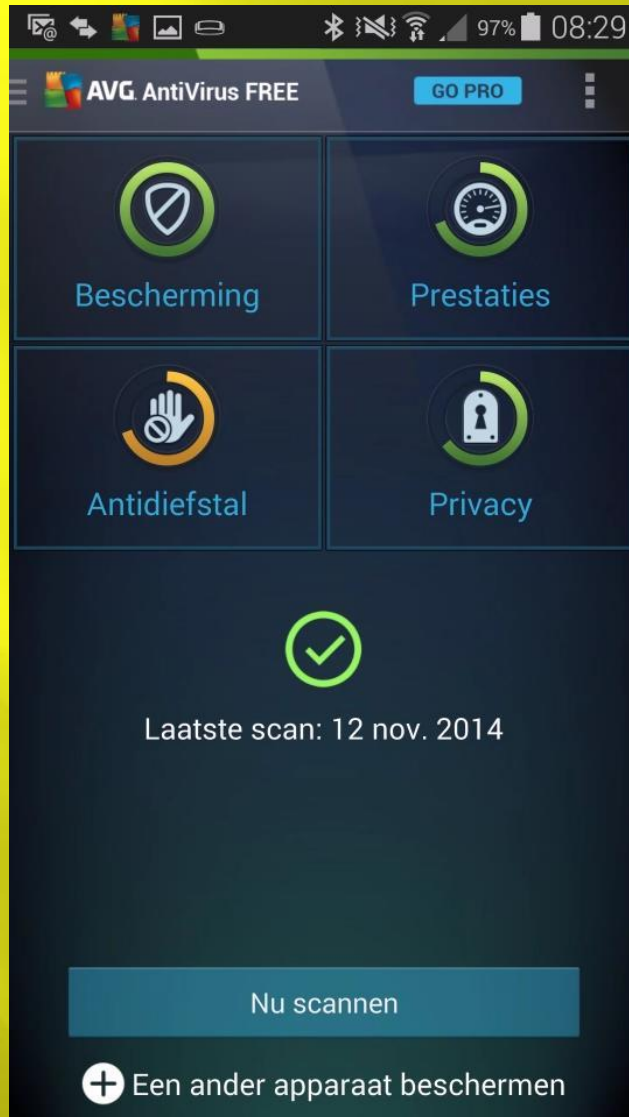 97% 08:29
AVG. AntiVirus FREE GO PRO
Bescherming Prestaties
Antidiefstal Privacy
Laatste scan: 12 nov. 2014
Nu scannen
Een ander apparaat beschermen